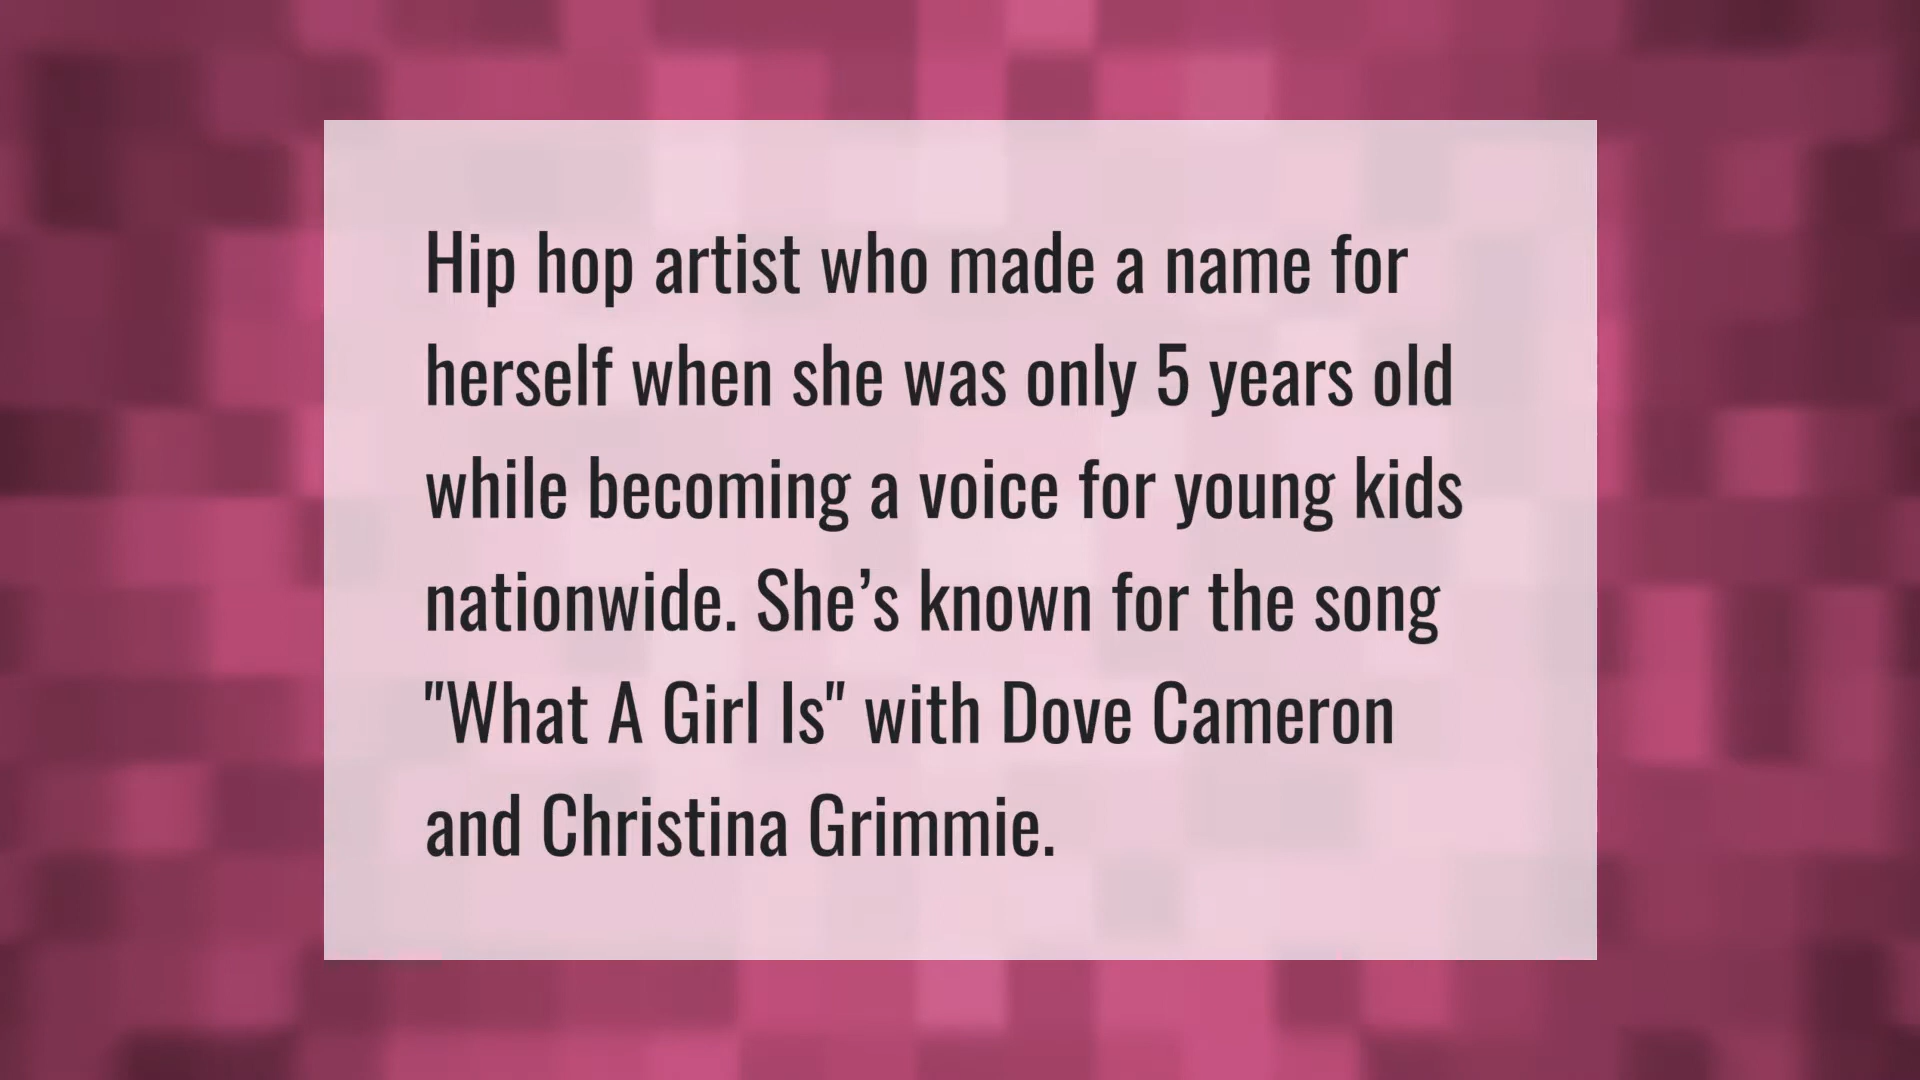 Hip hop artist who made a name for
herself when she was only 5 years old
while becoming a voice for young kids
nationwide. She’s known for the song
"What A Girl Is" with Dove Cameron
and Christina Grimmie.